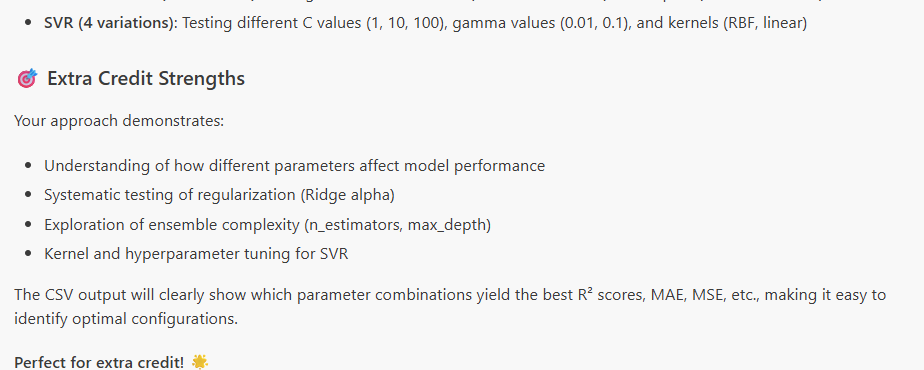 • SVR (4 variations): Testing different C values (1, 10, 100), gamma values (0.01, 0.1), and kernels (RBF, linear)
🎯 Extra Credit Strengths
Your approach demonstrates:
• Understanding of how different parameters affect model performance
• Systematic testing of regularization (Ridge alpha)
• Exploration of ensemble complexity (n_estimators, max_depth)
• Kernel and hyperparameter tuning for SVR
The CSV output will clearly show which parameter combinations yield the best R² scores, MAE, MSE, etc., making it easy to
identify optimal configurations.
Perfect for extra credit! 🌟